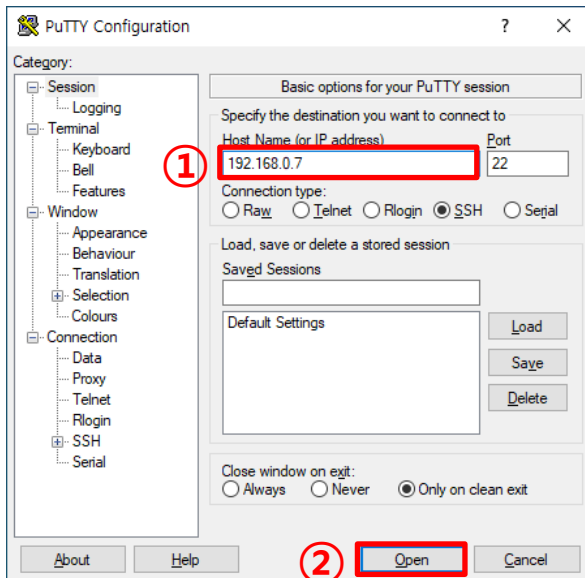 PuTTY Configuration ? ×
Category:
Session
Logging
Terminal
Keyboard
Bell
Features
Window
Appearance
Behaviour
Translation
Selection
Colours
Connection
Data
Proxy
Telnet
Rlogin
SSH
Serial
Basic options for your PuTTY session
Specify the destination you want to connect to
Host Name (or IP address) Port
① 192.168.0.7 22
Connection type:
Raw Telnet Rlogin SSH Serial
Load, save or delete a stored session
Saved Sessions
Default Settings
Load
Save
Delete
Close window on exit:
Always Never Only on clean exit
About Help ② Open Cancel